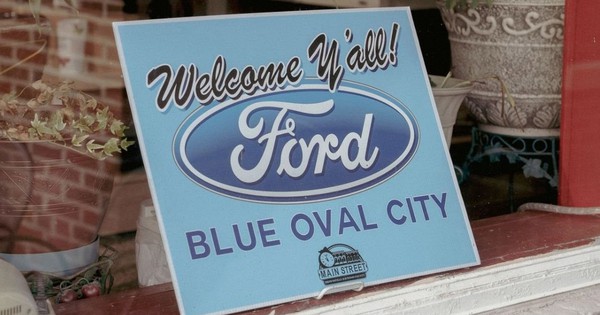 Welcome Y'all!
Ford
BLUE OVAL CITY
MAIN STREET